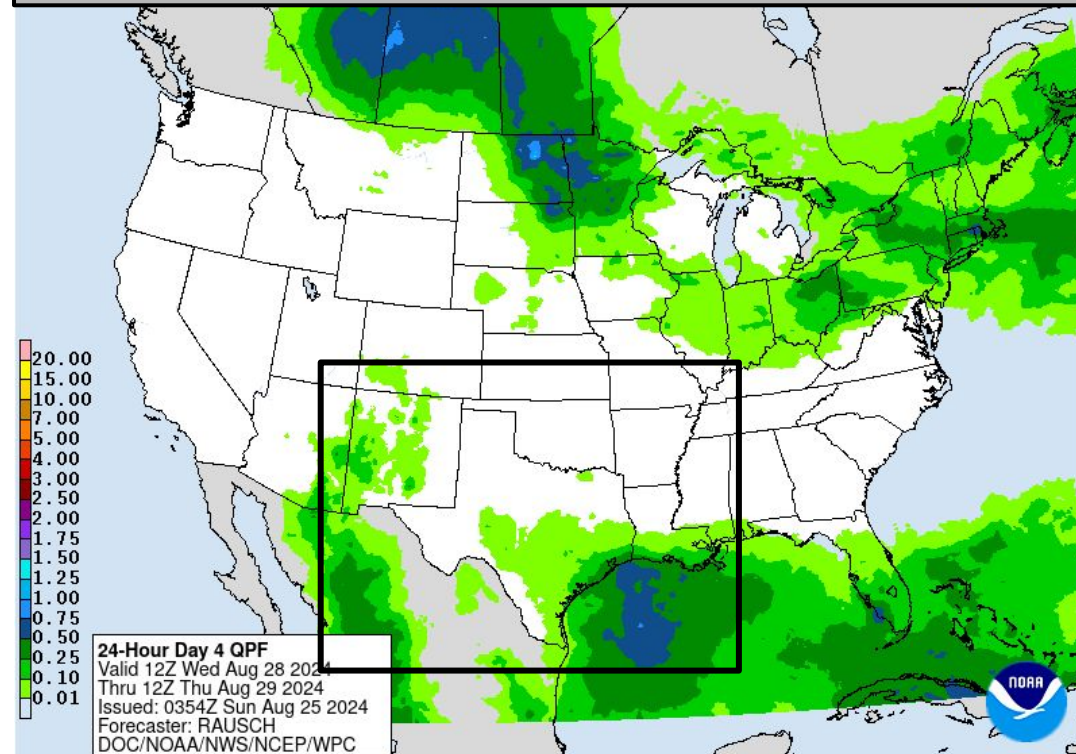 20.00
15.00
10.00
7.00
5.00
4.00
3.00
2.50
2.00
1.75
1.50
1.25
1.00
0.75
0.50
0.25
0.10
0.01
24-Hour Day 4 QPF
Valid 12Z Wed Aug 28 2024
Thru 12Z Thu Aug 29 2024
Issued: 0354Z Sun Aug 25 2024
Forecaster: RAUSCH
DOC/NOAA/NWS/NCEP/WPC
NOAA